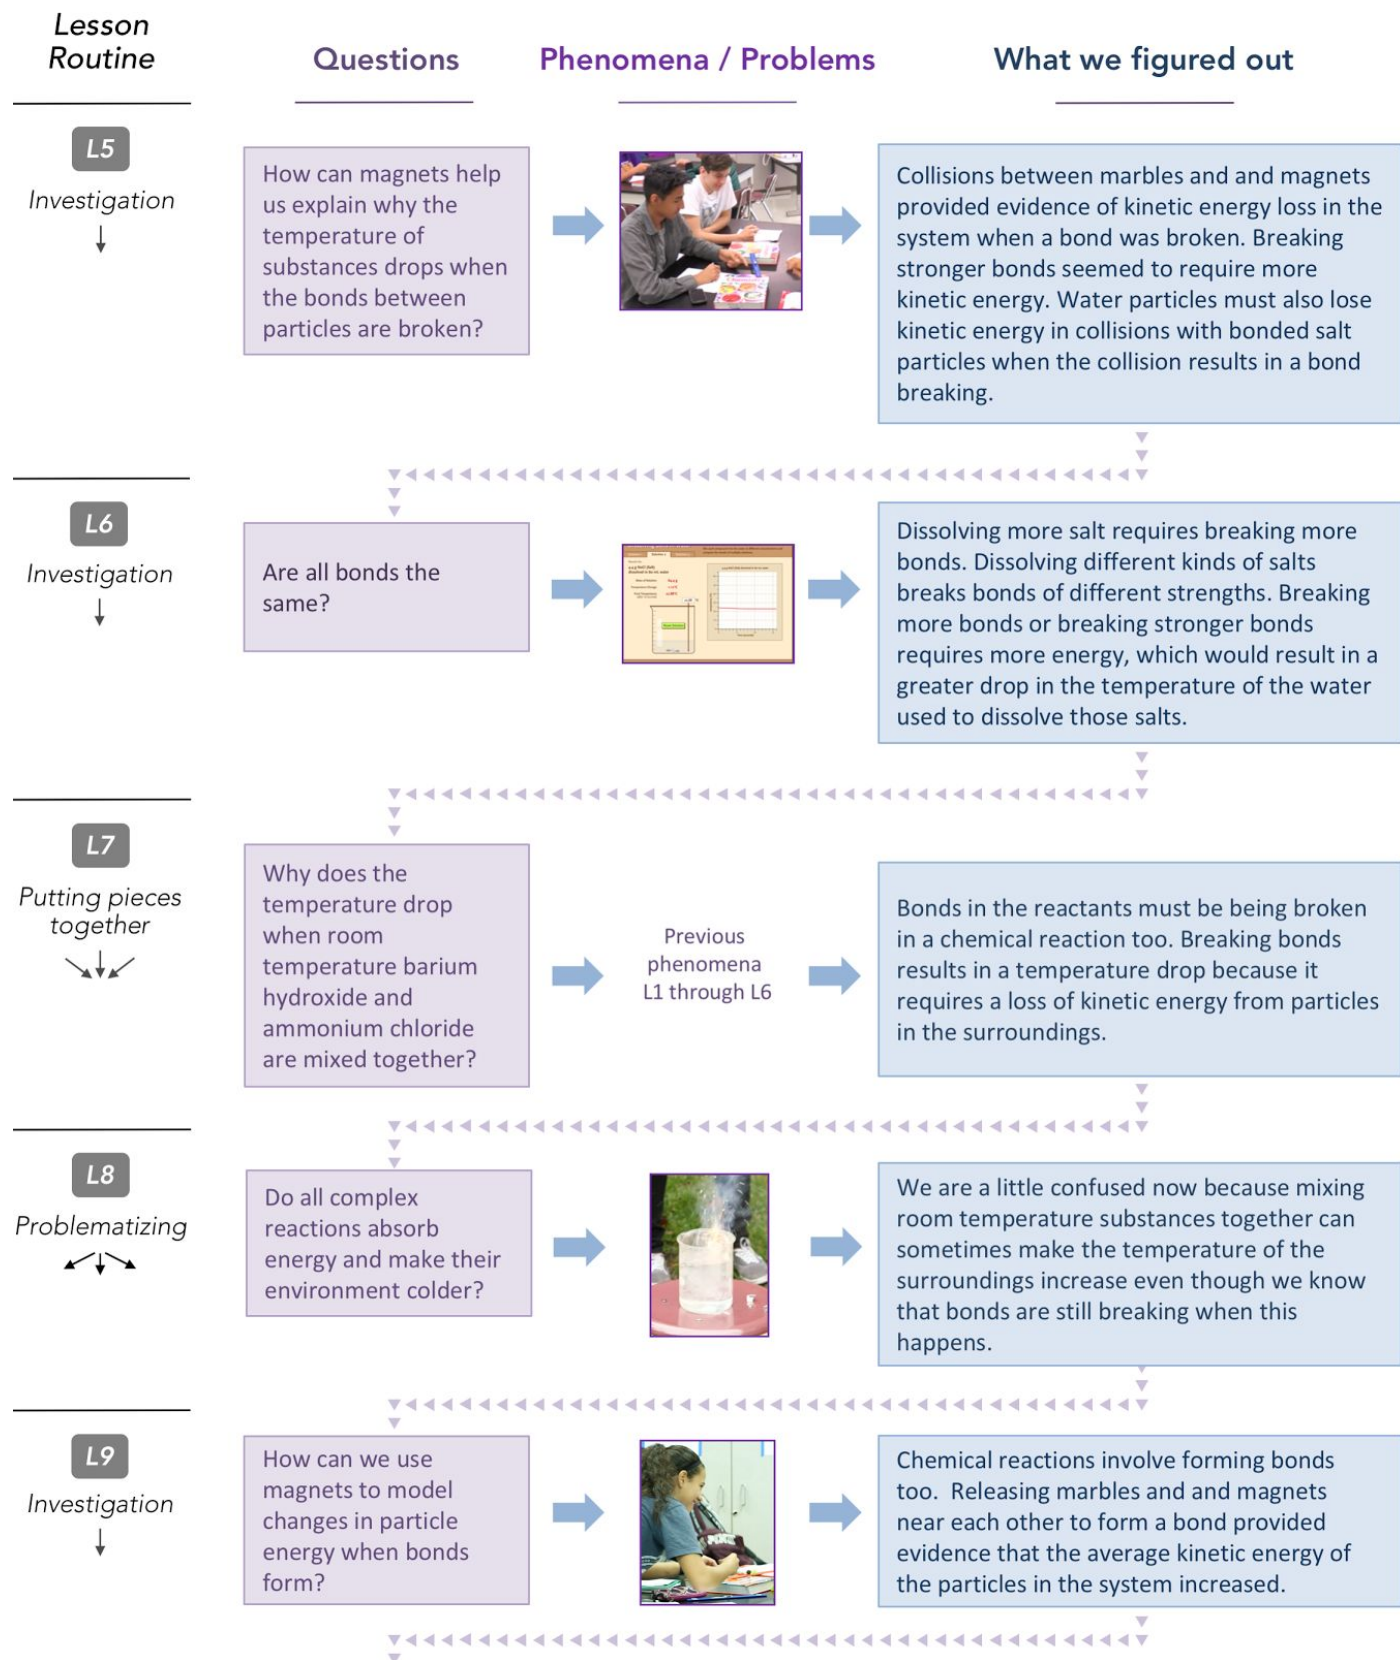 Lesson
Routine
Questions
Phenomena / Problems
What we figured out
L5
Investigation
How can magnets help
us explain why the
temperature of
substances drops when
the bonds between
particles are broken?
Collisions between marbles and and magnets
provided evidence of kinetic energy loss in the
system when a bond was broken. Breaking
stronger bonds seemed to require more
kinetic energy. Water particles must also lose
kinetic energy in collisions with bonded salt
particles when the collision results in a bond
breaking.
L6
Investigation
Are all bonds the
same?
Dissolving more salt requires breaking more
bonds. Dissolving different kinds of salts
breaks bonds of different strengths. Breaking
more bonds or breaking stronger bonds
requires more energy, which would result in a
greater drop in the temperature of the water
used to dissolve those salts.
L7
Putting pieces
together
Why does the
temperature drop
when room
temperature barium
hydroxide and
ammonium chloride
are mixed together?
Previous
phenomena
L1 through L6
Bonds in the reactants must be being broken
in a chemical reaction too. Breaking bonds
results in a temperature drop because it
requires a loss of kinetic energy from particles
in the surroundings.
L8
Problematizing
Do all complex
reactions absorb
energy and make their
environment colder?
We are a little confused now because mixing
room temperature substances together can
sometimes make the temperature of the
surroundings increase even though we know
that bonds are still breaking when this
happens.
L9
Investigation
How can we use
magnets to model
changes in particle
energy when bonds
form?
Chemical reactions involve forming bonds
too.  Releasing marbles and and magnets
near each other to form a bond provided
evidence that the average kinetic energy of
the particles in the system increased.